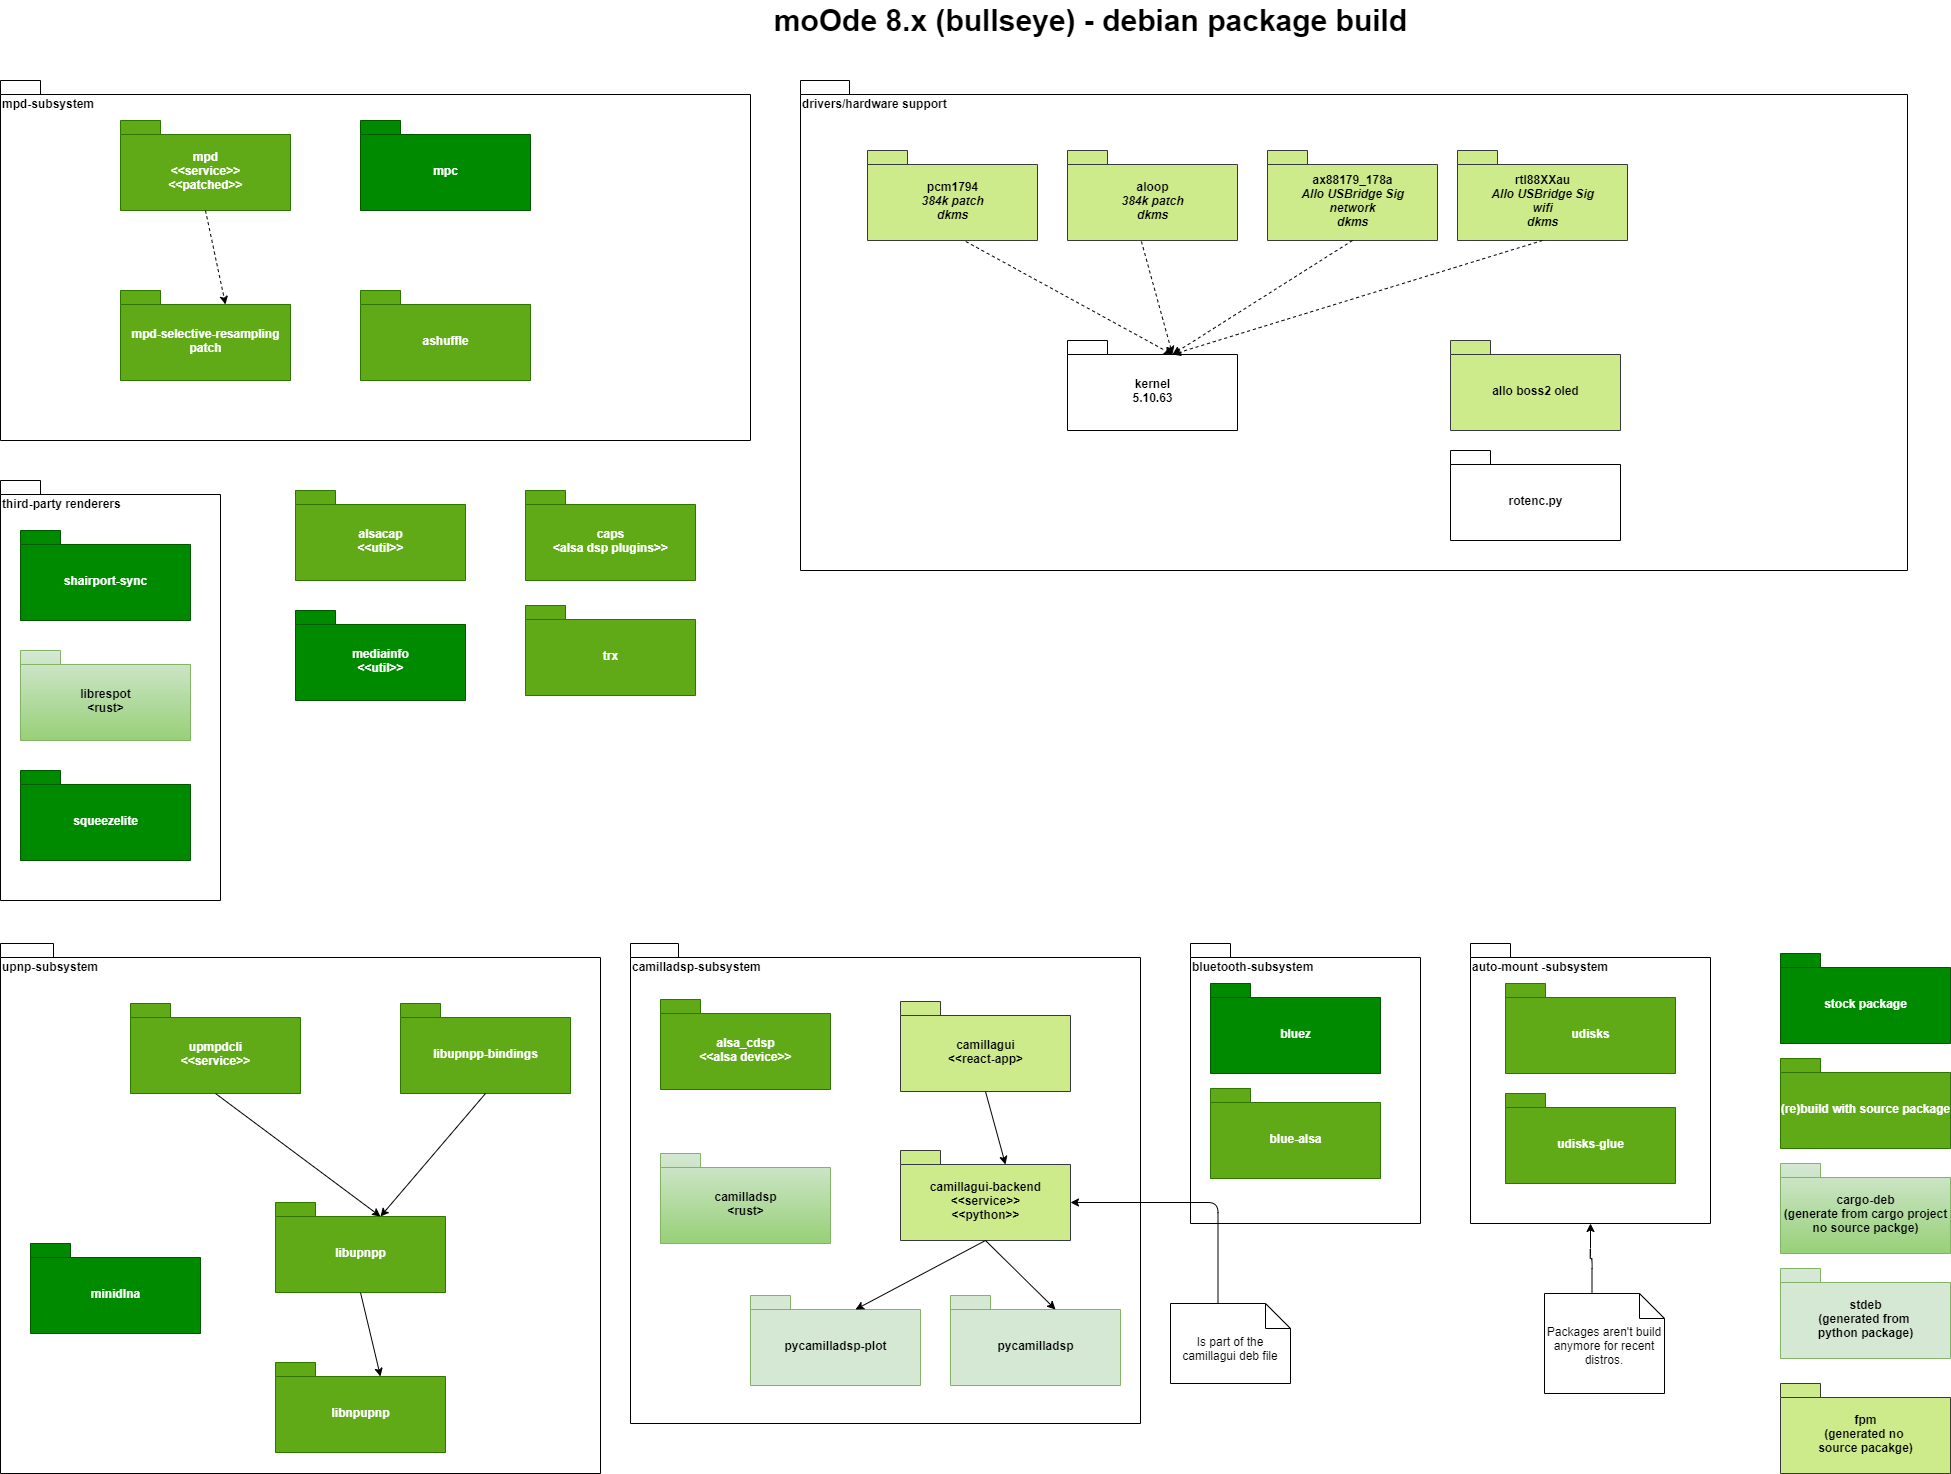 moOde 8.x (bullseye) - debian package build
mpd-subsystem
mpd
<<service>>
<<patched>>
mpc
mpd-selective-resampling
patch
ashuffle
drivers/hardware support
pcm1794
384k patch
dkms
aloop
384k patch
dkms
ax88179_178a
Allo USBridge Sig
network
dkms
rtl88XXau
Allo USBridge Sig
wifi
dkms
kernel
5.10.63
allo boss2 oled
rotenc.py
third-party renderers
shairport-sync
librespot
<rust>
squeezelite
alsacap
<<util>>
caps
<alsa dsp plugins>>
mediainfo
<<util>>
trx
upnp-subsystem
upmpdcli
<<service>>
libupnpp-bindings
libupnpp
minidlna
libnpupnp
camilladsp-subsystem
alsa_cdsp
<<alsa device>>
camillagui
<<react-app>
camilladsp
<rust>
camillagui-backend
<<service>>
<<python>>
pycamilladsp-plot
pycamilladsp
Is part of the
camillagui deb file
bluetooth-subsystem
bluez
blue-alsa
auto-mount -subsystem
udisks
udisks-glue
Packages aren't build
anymore for recent
distros.
stock package
(re)build with source package
cargo-deb
(generate from cargo project
no source packge)
stdeb
(generated from
python package)
fpm
(generated no
source pacakge)